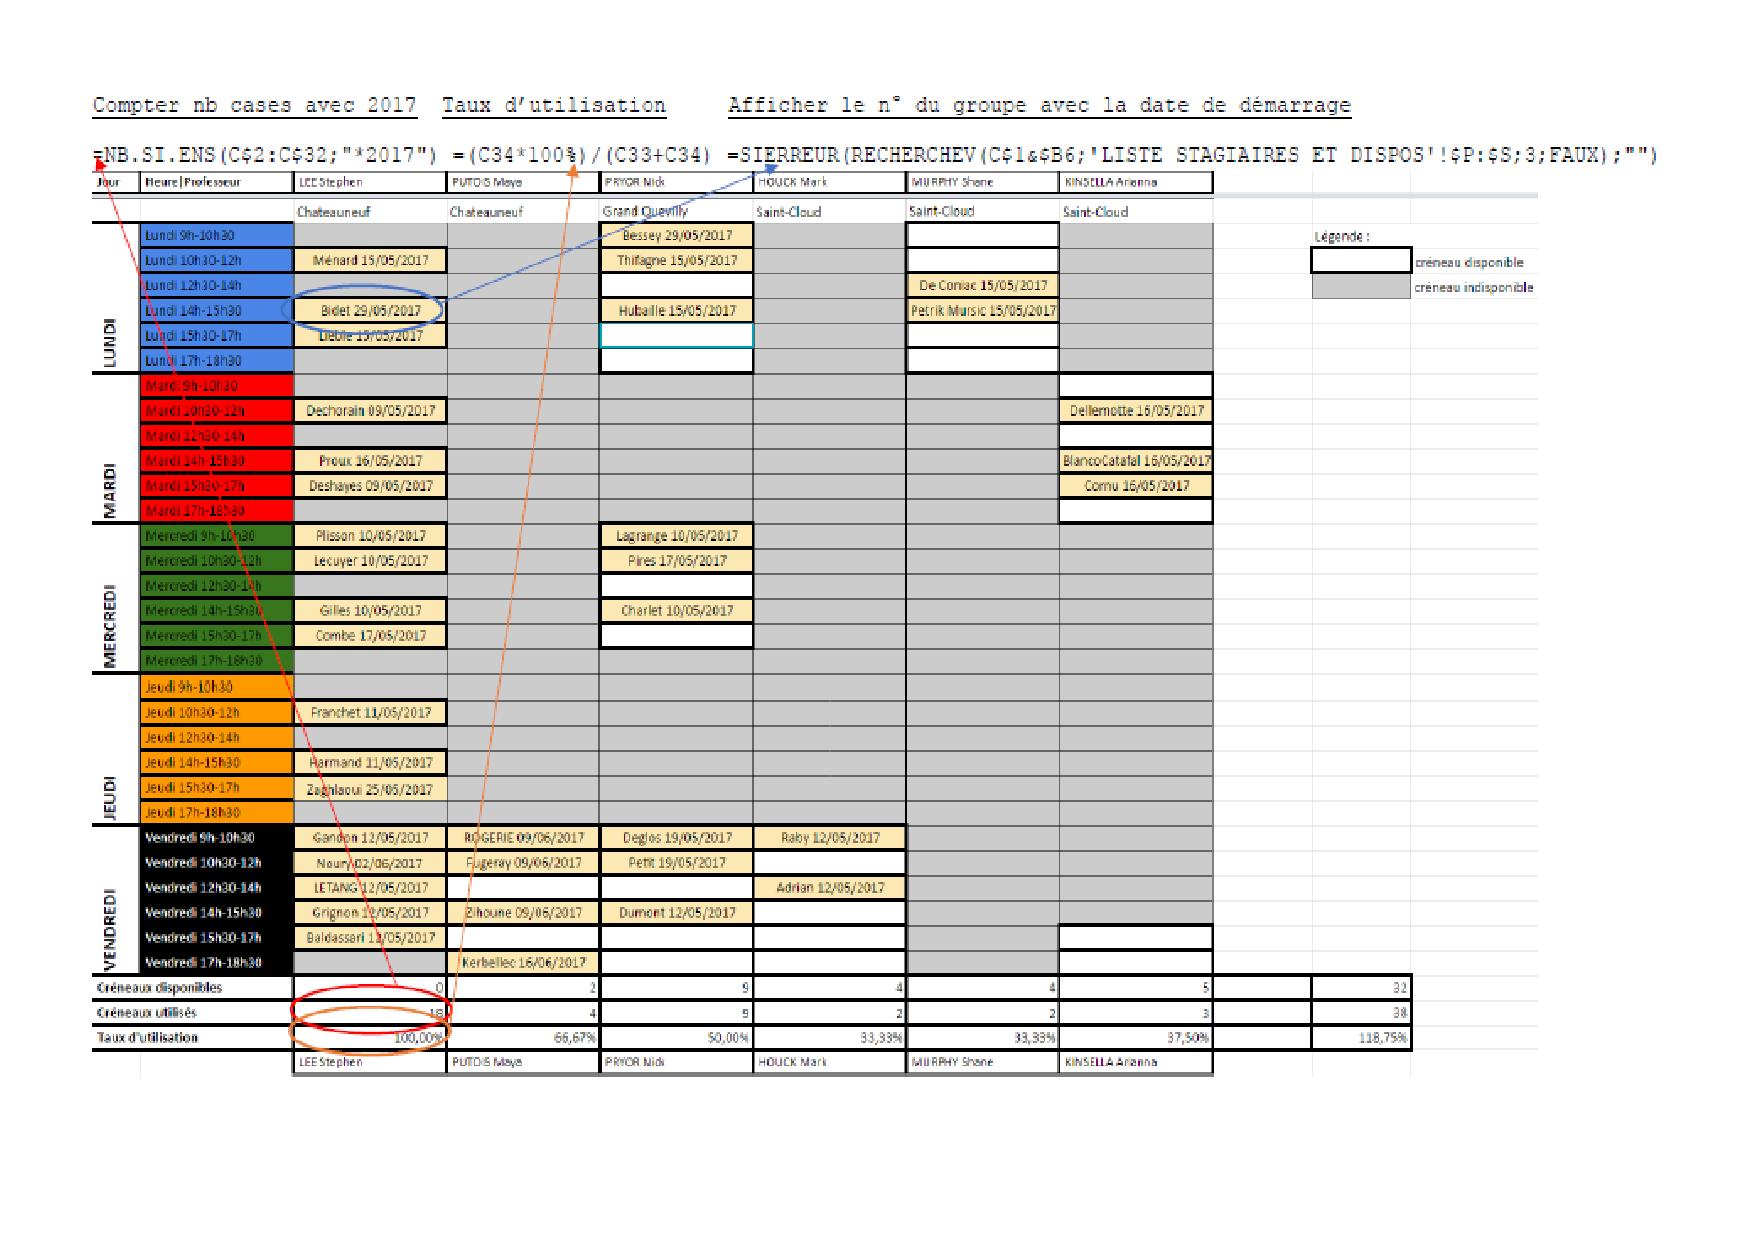 Compter nb cases avec 2017 Taux d’utilisation Afficher le n° du groupe avec la date de démarrage
=NB.SI.ENS(C$2:C$32;"*2017") =(C34*100%)/(C33+C34) =SIERREUR(RECHERCHEV(C$1&$B6;'LISTE STAGIAIRES ET DISPOS'!$P:$S;3;FAUX);"")
Jour Heure|Professeur LEE Stephen PUTOIS Maya PRYOR Nick HOUCK Mark MURPHY Shane KINSELLA Arianna
Chateauneuf Chateauneuf Grand Quevilly Saint-Cloud Saint-Cloud Saint-Cloud
LUNDI
Lundi 9h-10h30 Bessey 29/05/2017 Légende :
Lundi 10h30-12h Ménard 15/05/2017 Thifagne 15/05/2017 créneau disponible
Lundi 12h30-14h De Coniac 15/05/2017 créneau indisponible
Lundi 14h-15h30 Bidet 29/05/2017 Hubaille 15/05/2017 Petrik Mursic 15/05/2017
Lundi 15h30-17h Lieble 15/05/2017
Lundi 17h-18h30
MARDI
Mardi 9h-10h30
Mardi 10h30-12h Dechorain 09/05/2017 Dellemotte 16/05/2017
Mardi 12h30-14h
Mardi 14h-15h30 Proux 16/05/2017 BlancoCatafal 16/05/2017
Mardi 15h30-17h Deshayes 09/05/2017 Cornu 16/05/2017
Mardi 17h-18h30
MERCREDI
Mercredi 9h-10h30 Plisson 10/05/2017 Lagrange 10/05/2017
Mercredi 10h30-12h Lecuyer 10/05/2017 Pires 17/05/2017
Mercredi 12h30-14h
Mercredi 14h-15h30 Gilles 10/05/2017 Charlet 10/05/2017
Mercredi 15h30-17h Combe 17/05/2017
Mercredi 17h-18h30
JEUDI
Jeudi 9h-10h30
Jeudi 10h30-12h Franchet 11/05/2017
Jeudi 12h30-14h
Jeudi 14h-15h30 Harmand 11/05/2017
Jeudi 15h30-17h Zaghlaoui 25/05/2017
Jeudi 17h-18h30
VENDREDI
Vendredi 9h-10h30 Gandon 12/05/2017 ROGERIE 09/06/2017 Deglos 19/05/2017 Raby 12/05/2017
Vendredi 10h30-12h Noury 02/06/2017 Fugeray 09/06/2017 Petit 19/05/2017
Vendredi 12h30-14h LETANG 12/05/2017 Adrian 12/05/2017
Vendredi 14h-15h30 Grignon 12/05/2017 Zihoune 09/06/2017 Dumont 12/05/2017
Vendredi 15h30-17h Baldassari 12/05/2017
Vendredi 17h-18h30 Kerbellec 16/06/2017
Créneaux disponibles 0 2 9 4 4 5 32
Créneaux utilisés 18 4 9 2 2 3 38
Taux d'utilisation 100,00% 66,67% 50,00% 33,33% 33,33% 37,50% 118,75%
LEE Stephen PUTOIS Maya PRYOR Nick HOUCK Mark MURPHY Shane KINSELLA Arianna